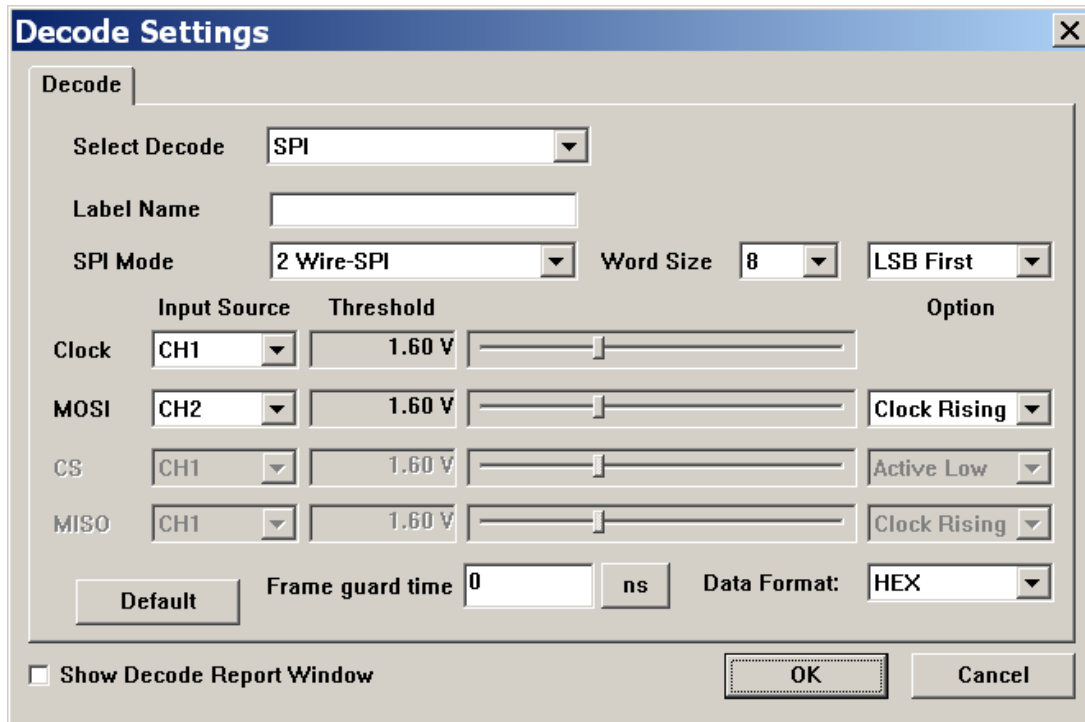 Decode Settings
Decode
Select Decode SPI
Label Name
SPI Mode 2 Wire-SPI Word Size 8 LSB First
Input Source Threshold Option
Clock CH1 1.60 V
MOSI CH2 1.60 V Clock Rising
CS CH1 1.60 V Active Low
MISO CH1 1.60 V Clock Rising
Default Frame guard time 0 ns Data Format: HEX
Show Decode Report Window OK Cancel